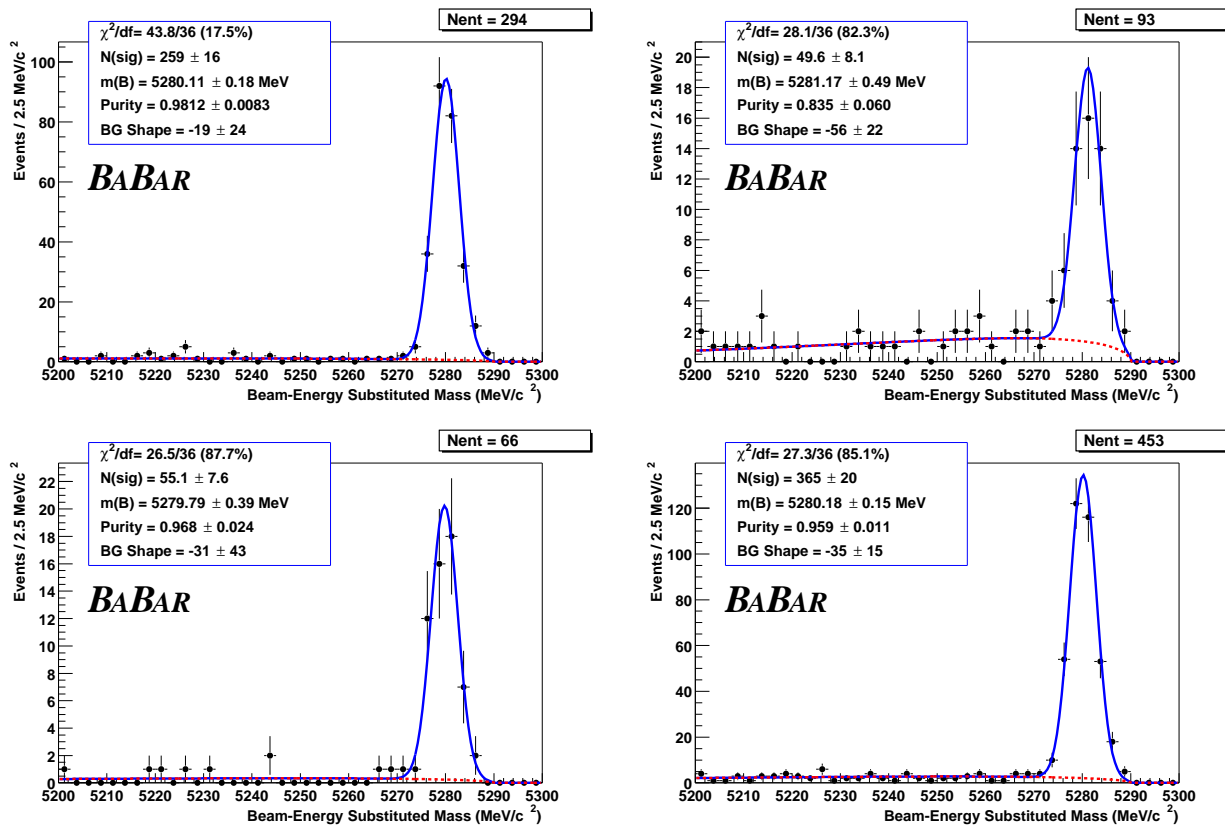 Nent = 294
χ²/df= 43.8/36 (17.5%)
N(sig) = 259 ± 16
m(B) = 5280.11 ± 0.18 MeV
Purity = 0.9812 ± 0.0083
BG Shape = -19 ± 24
BABAR
Events / 2.5 MeV/c²
100
80
60
40
20
0
5200 5210 5220 5230 5240 5250 5260 5270 5280 5290 5300
Beam-Energy Substituted Mass (MeV/c²)
Nent = 93
χ²/df= 28.1/36 (82.3%)
N(sig) = 49.6 ± 8.1
m(B) = 5281.17 ± 0.49 MeV
Purity = 0.835 ± 0.060
BG Shape = -56 ± 22
BABAR
Events / 2.5 MeV/c²
20
18
16
14
12
10
8
6
4
2
0
5200 5210 5220 5230 5240 5250 5260 5270 5280 5290 5300
Beam-Energy Substituted Mass (MeV/c²)
Nent = 66
χ²/df= 26.5/36 (87.7%)
N(sig) = 55.1 ± 7.6
m(B) = 5279.79 ± 0.39 MeV
Purity = 0.968 ± 0.024
BG Shape = -31 ± 43
BABAR
Events / 2.5 MeV/c²
22
20
18
16
14
12
10
8
6
4
2
0
5200 5210 5220 5230 5240 5250 5260 5270 5280 5290 5300
Beam-Energy Substituted Mass (MeV/c²)
Nent = 453
χ²/df= 27.3/36 (85.1%)
N(sig) = 365 ± 20
m(B) = 5280.18 ± 0.15 MeV
Purity = 0.959 ± 0.011
BG Shape = -35 ± 15
BABAR
Events / 2.5 MeV/c²
120
100
80
60
40
20
0
5200 5210 5220 5230 5240 5250 5260 5270 5280 5290 5300
Beam-Energy Substituted Mass (MeV/c²)